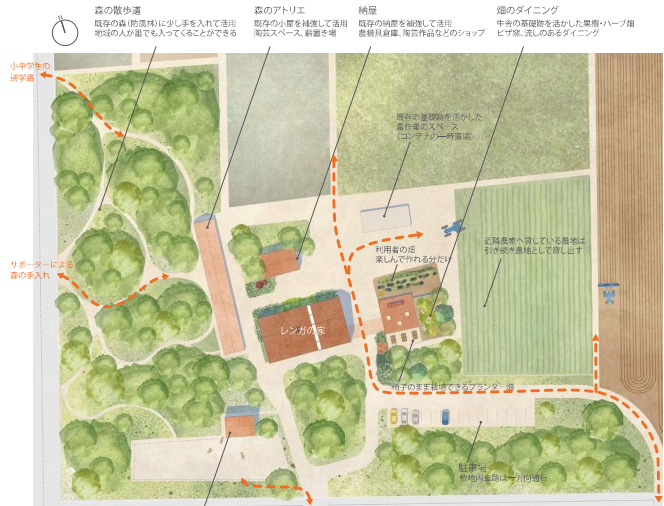 N
森の散歩道
既存の森（防風林）に少し手を入れて活用
地域の人が誰でも入ってくることができる
森のアトリエ
既存の小屋を補強して活用
陶芸スペース、薪置き場
納屋
既存の納屋を補強して活用
農機具倉庫、陶芸作品などのショップ
畑のダイニング
牛舎の基礎跡を活かした果樹・ハーブ畑
ピザ窯、流しのあるダイニング
小中学生の
通学路
既存の基礎跡を活かした
農作業のスペース
（コンテナの一時置場）
利用者の畑
楽しんで作れる分だけ
近隣農家へ貸している農地は
引き続き農地として貸し出す
サポーターによる
森の手入れ
レンガの家
椅子のまま栽培できるプランター畑
駐車場
敷地内車路は一方向通行